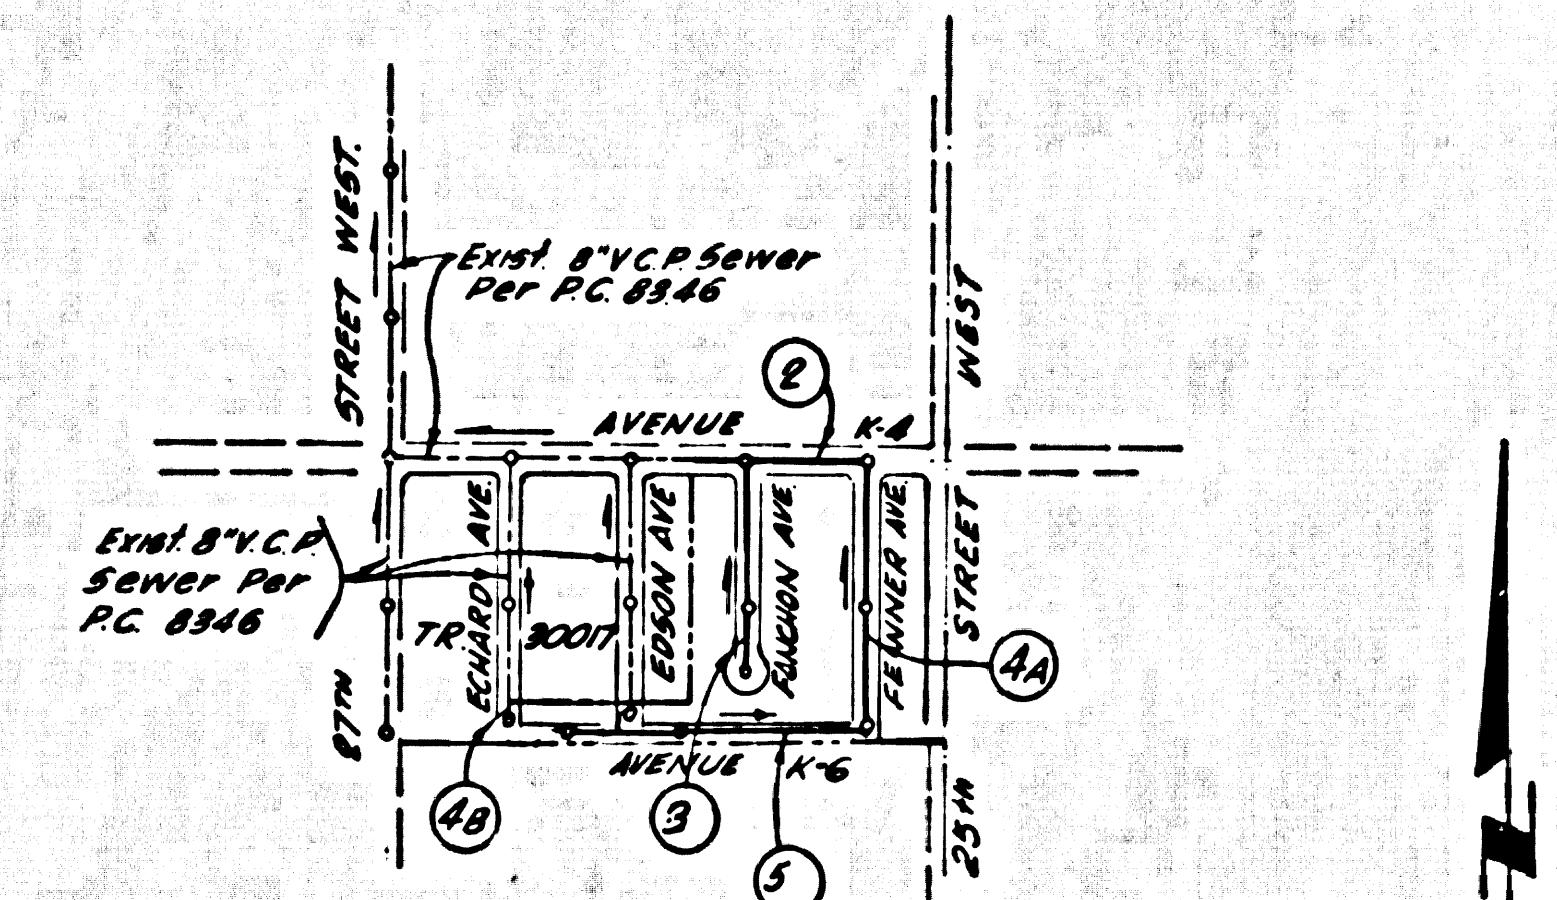 STREET WEST.
Exist. 8" V.C.P. Sewer
Per P.C. 8346
WEST
2
AVENUE K-4
Exist. 8" V.C.P.
Sewer Per
P.C. 8346
ECHARD AVE.
EDSON AVE
FANCHON AVE.
FENNER AVE.
STREET
TR. 30017
4A
27TH
AVENUE K-6
4B
3
5
25TH